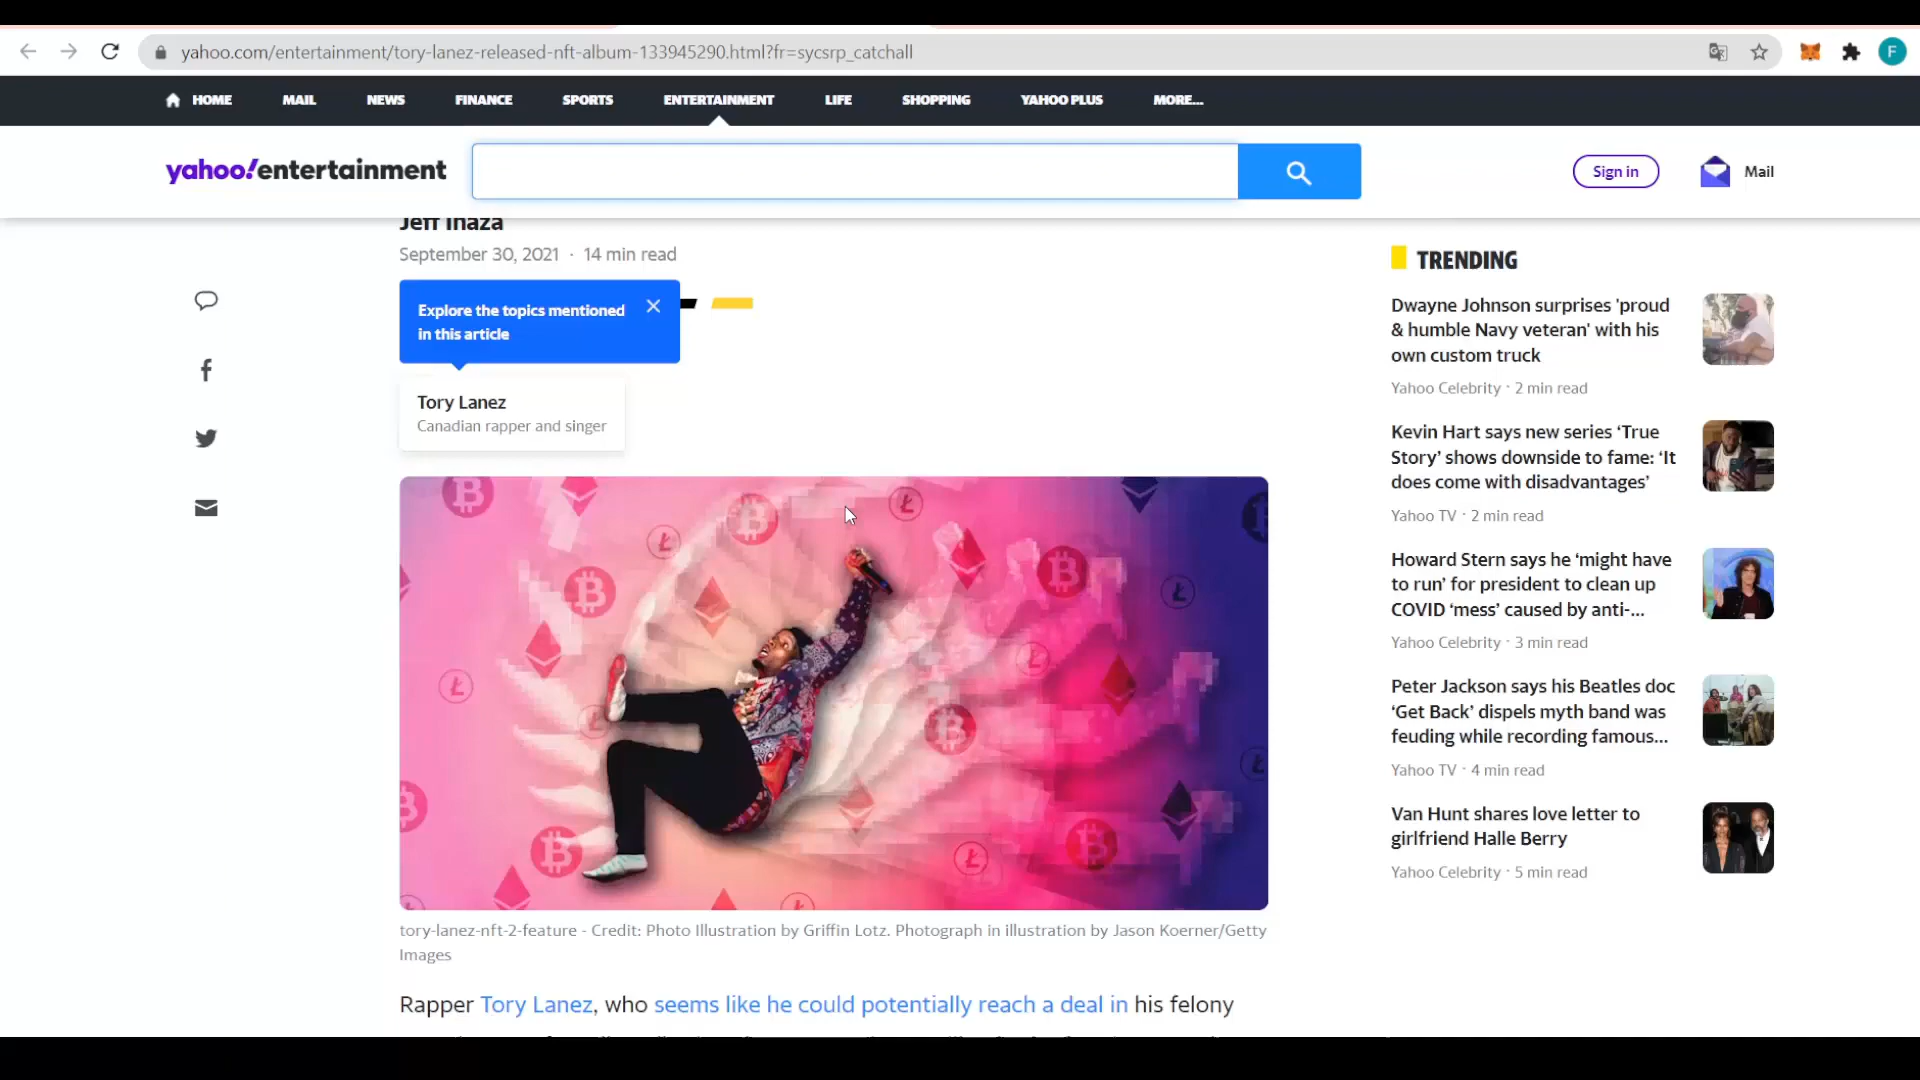 yahoo.com/entertainment/tory-lanez-released-nft-album-133945290.html?fr=sycsrp_catchall
F
HOME MAIL NEWS FINANCE SPORTS ENTERTAINMENT LIFE SHOPPING YAHOO PLUS MORE...
yahoo!entertainment
Sign in
Mail
Jeff Ihaza
September 30, 2021 · 14 min read
Explore the topics mentioned
in this article
Tory Lanez
Canadian rapper and singer
tory-lanez-nft-2-feature - Credit: Photo Illustration by Griffin Lotz. Photograph in illustration by Jason Koerner/Getty
Images
Rapper Tory Lanez, who seems like he could potentially reach a deal in his felony
TRENDING
Dwayne Johnson surprises 'proud
& humble Navy veteran' with his
own custom truck
Yahoo Celebrity · 2 min read
Kevin Hart says new series ‘True
Story’ shows downside to fame: ‘It
does come with disadvantages’
Yahoo TV · 2 min read
Howard Stern says he ‘might have
to run’ for president to clean up
COVID ‘mess’ caused by anti-...
Yahoo Celebrity · 3 min read
Peter Jackson says his Beatles doc
‘Get Back’ dispels myth band was
feuding while recording famous...
Yahoo TV · 4 min read
Van Hunt shares love letter to
girlfriend Halle Berry
Yahoo Celebrity · 5 min read